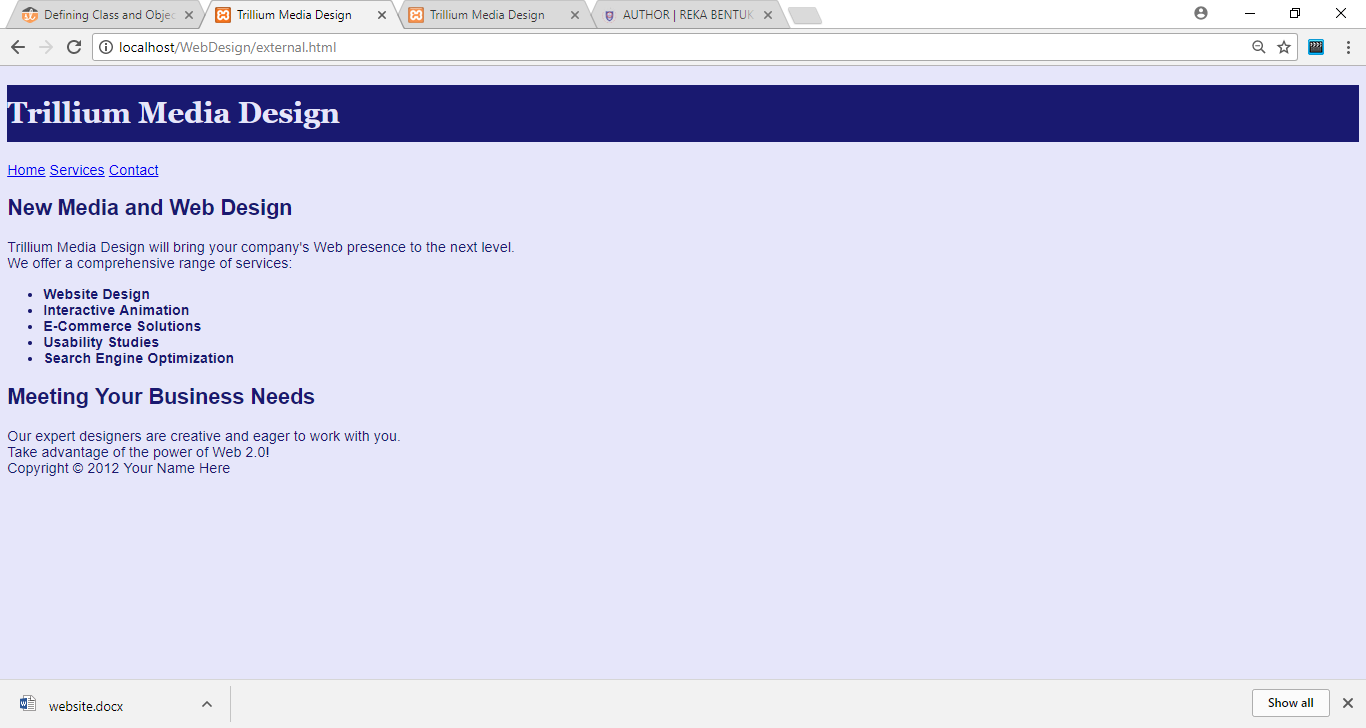 Defining Class and Objec
Trillium Media Design
Trillium Media Design
AUTHOR | REKA BENTUK
localhost/WebDesign/external.html
Trillium Media Design
Home Services Contact
New Media and Web Design
Trillium Media Design will bring your company's Web presence to the next level.
We offer a comprehensive range of services:
• Website Design
• Interactive Animation
• E-Commerce Solutions
• Usability Studies
• Search Engine Optimization
Meeting Your Business Needs
Our expert designers are creative and eager to work with you.
Take advantage of the power of Web 2.0!
Copyright © 2012 Your Name Here
website.docx
Show all